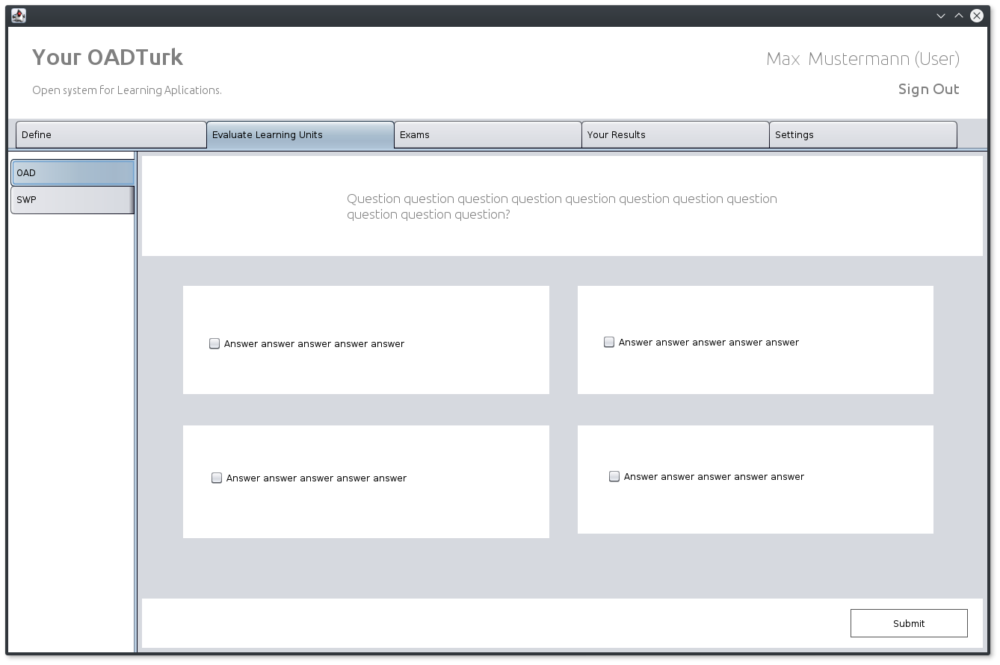 Your OADTurk
Max Mustermann (User)
Open system for Learning Aplications.
Sign Out
Define
Evaluate Learning Units
Exams
Your Results
Settings
OAD
SWP
Question question question question question question question question
question question question?
Answer answer answer answer answer
Answer answer answer answer answer
Answer answer answer answer answer
Answer answer answer answer answer
Submit